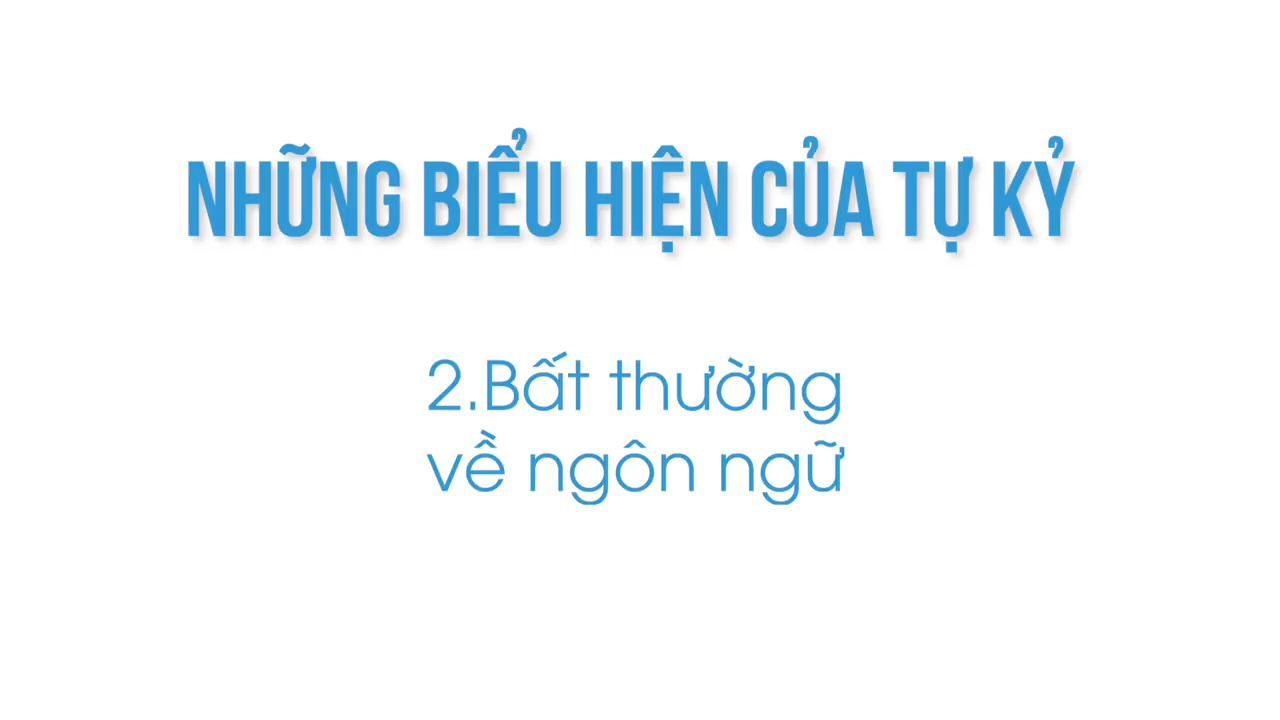 NHỮNG BIỂU HIỆN CỦA TỰ KỶ
2.Bất thường
về ngôn ngữ